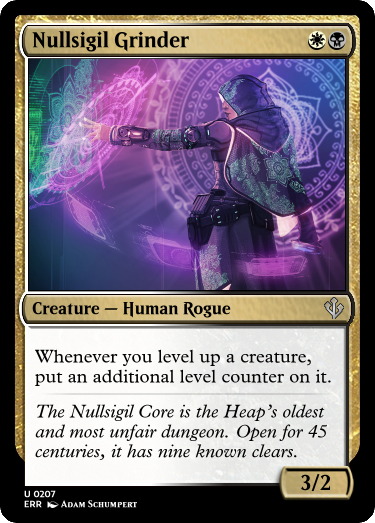 Nullsigil Grinder
Creature — Human Rogue
Whenever you level up a creature,
put an additional level counter on it.
The Nullsigil Core is the Heap's oldest
and most unfair dungeon. Open for 45
centuries, it has nine known clears.
3/2
U 0207
ERR Adam Schumpert